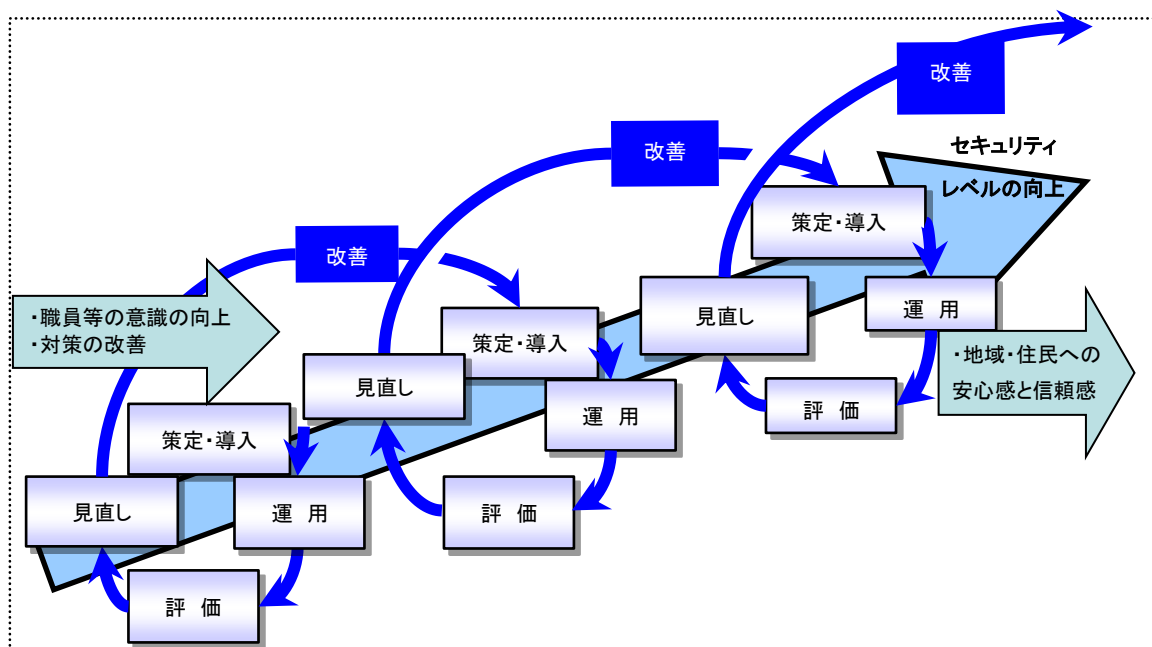 改善
改善
改善
セキュリティ
レベルの向上
策定・導入
運 用
見直し
評 価
・地域・住民への
安心感と信頼感
策定・導入
運 用
見直し
評 価
・職員等の意識の向上
・対策の改善
策定・導入
運 用
見直し
評 価